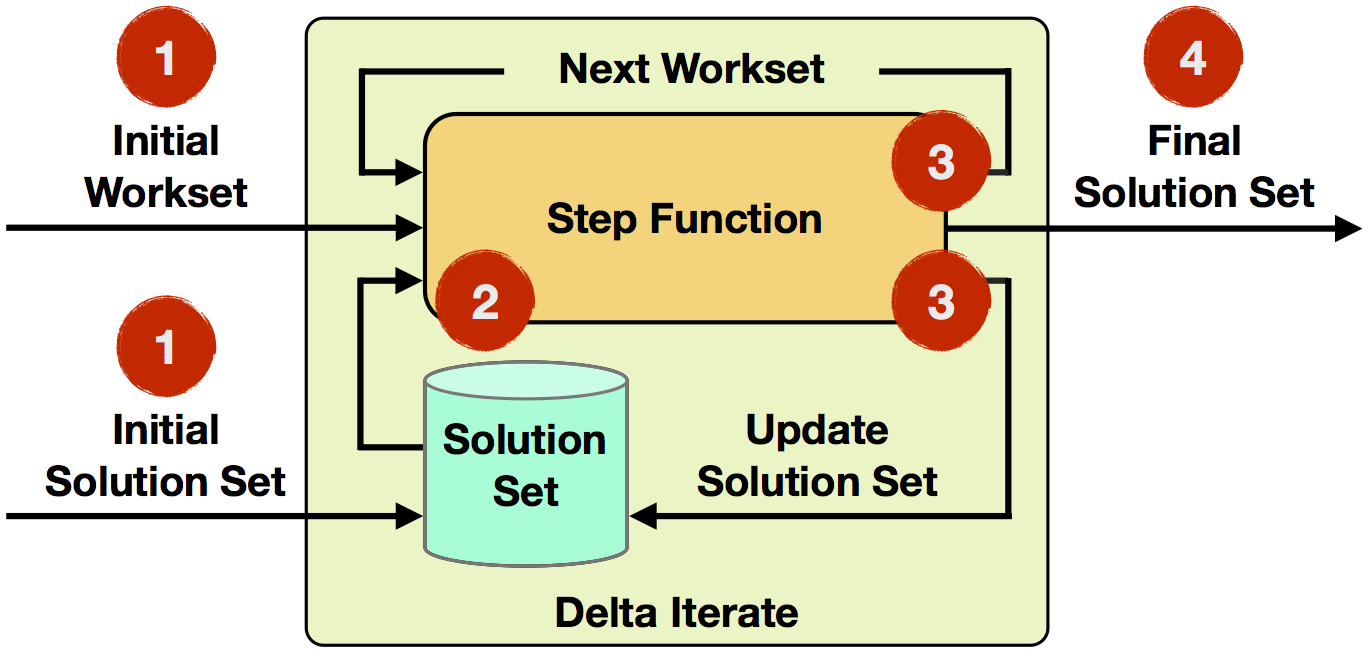 1
Initial
Workset
1
Initial
Solution Set
Next Workset
3
Step Function
2
3
Solution
Set
Update
Solution Set
Delta Iterate
4
Final
Solution Set